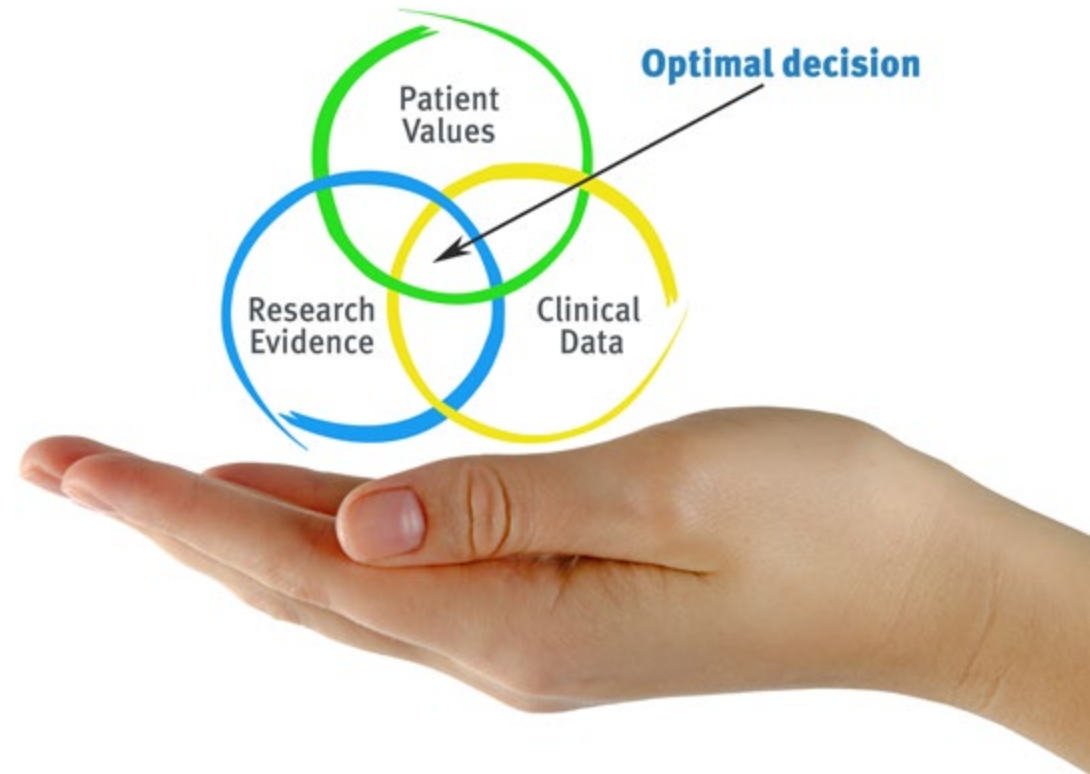 Optimal decision
Patient
Values
Research
Evidence
Clinical
Data